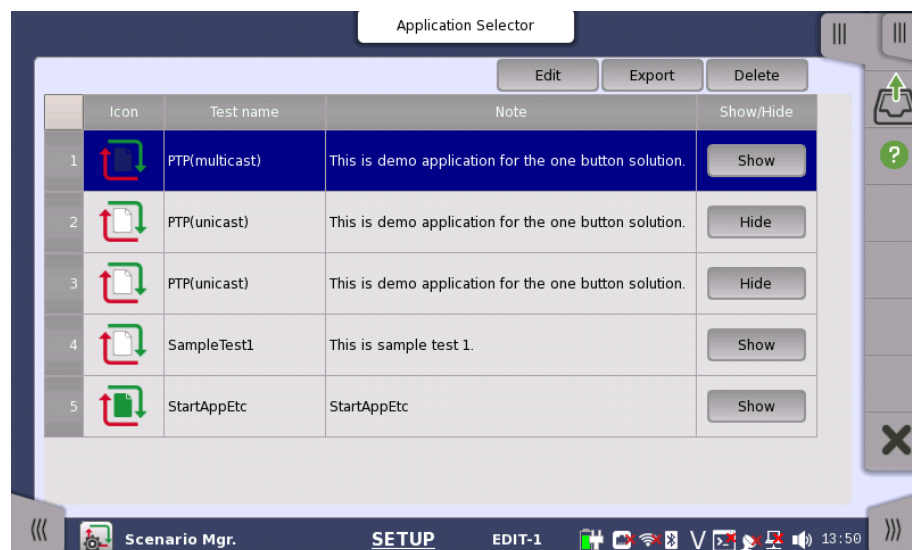 Application Selector
Edit Export Delete
Icon Test name Note Show/Hide
1 PTP(multicast) This is demo application for the one button solution. Show
2 PTP(unicast) This is demo application for the one button solution. Hide
3 PTP(unicast) This is demo application for the one button solution. Hide
4 SampleTest1 This is sample test 1. Show
5 StartAppEtc StartAppEtc Show
Scenario Mgr. SETUP EDIT-1 13:50